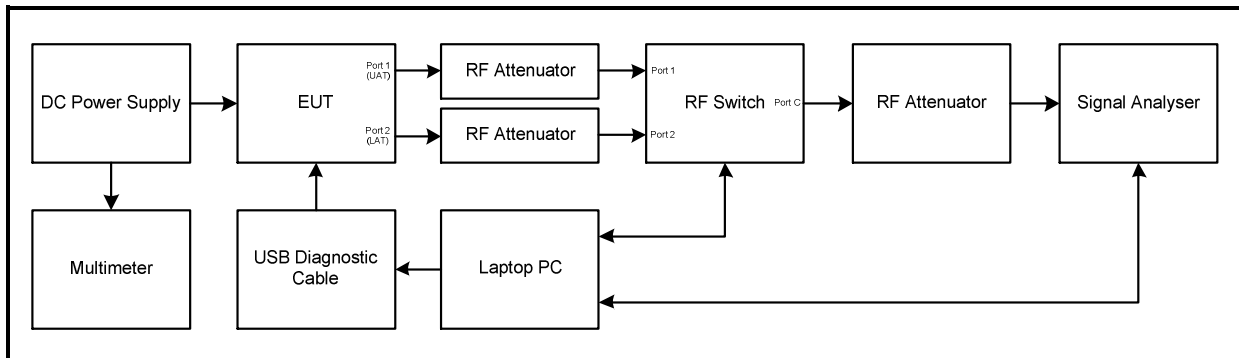 DC Power Supply
EUT
Port 1
(UAT)
Port 2
(LAT)
RF Attenuator
RF Attenuator
Port 1
Port 2
RF Switch
Port C
RF Attenuator
Signal Analyser
Multimeter
USB Diagnostic
Cable
Laptop PC